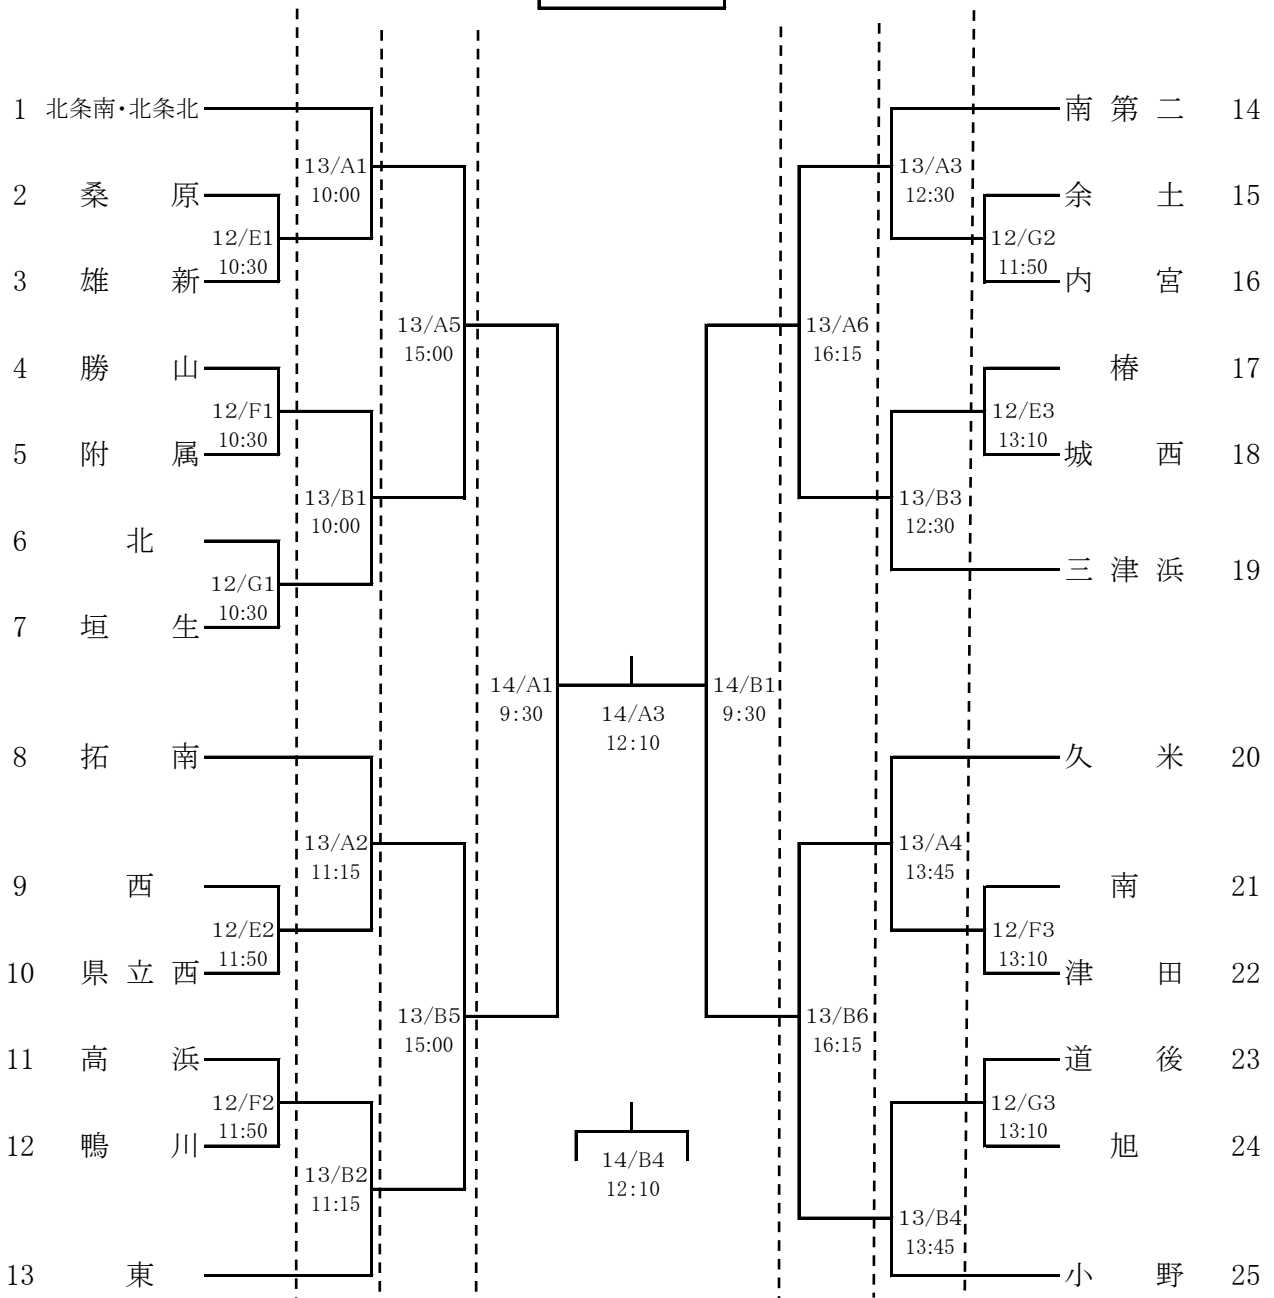 1 北条南・北条北
2 桑原
3 雄新
4 勝山
5 附属
6 北
7 垣生
8 拓南
9 西
10 県立西
11 高浜
12 鴨川
13 東
12/E1
10:30
12/F1
10:30
12/G1
10:30
12/E2
11:50
12/F2
11:50
13/A1
10:00
13/B1
10:00
13/A2
11:15
13/B2
11:15
13/A5
15:00
13/B5
15:00
14/A1
9:30
14/A3
12:10
14/B4
12:10
14/B1
9:30
13/A6
16:15
13/B6
16:15
13/A3
12:30
13/B3
12:30
13/A4
13:45
13/B4
13:45
12/G2
11:50
12/E3
13:10
12/F3
13:10
12/G3
13:10
南第二 14
余土 15
内宮 16
椿 17
城西 18
三津浜 19
久米 20
南 21
津田 22
道後 23
旭 24
小野 25